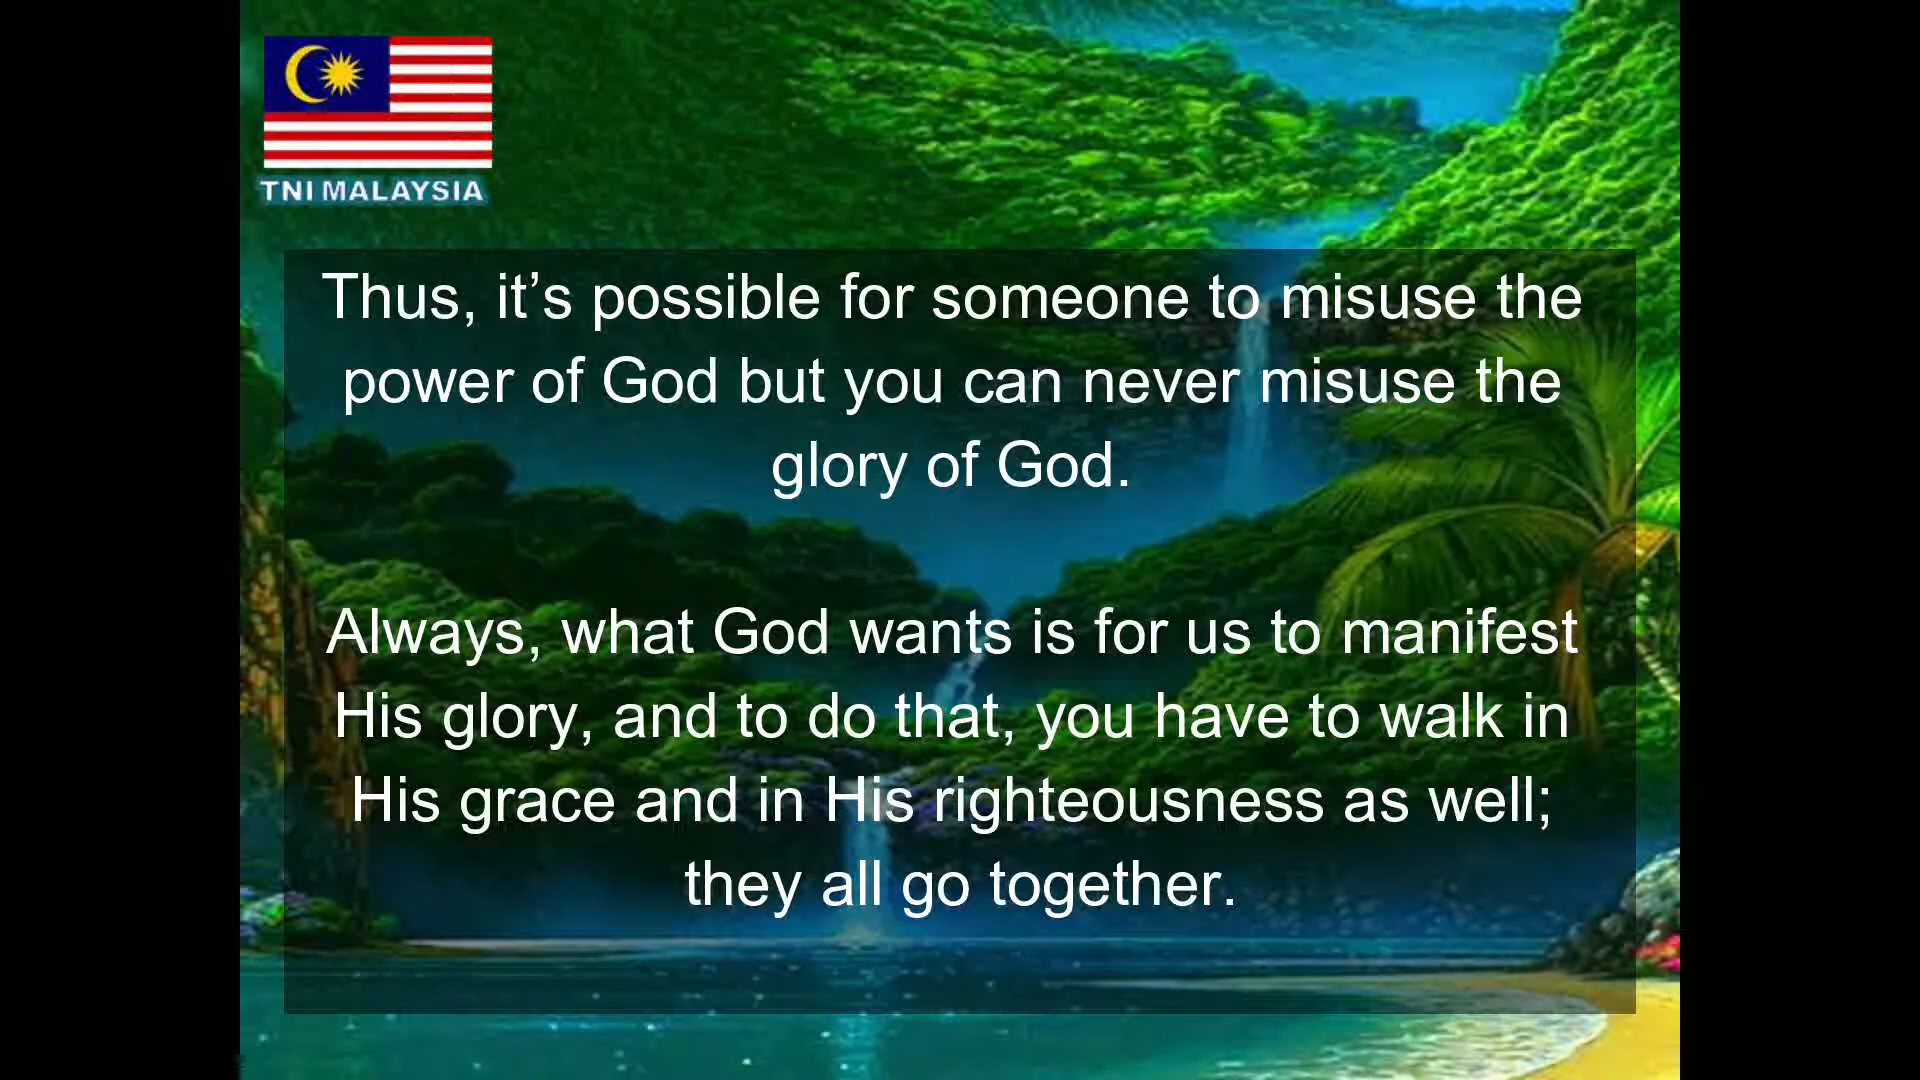 TNI MALAYSIA
Thus, it’s possible for someone to misuse the
power of God but you can never misuse the
glory of God.
Always, what God wants is for us to manifest
His glory, and to do that, you have to walk in
His grace and in His righteousness as well;
they all go together.